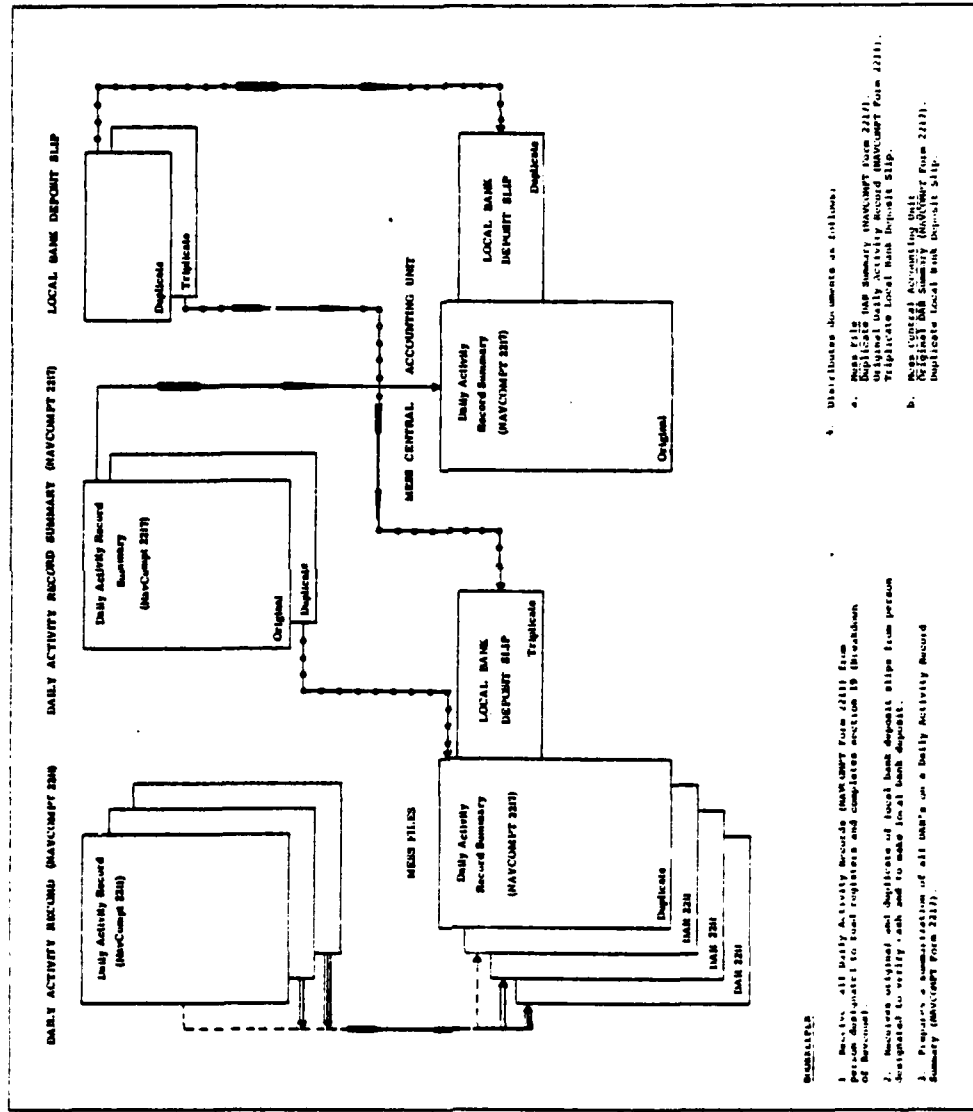 DAILY ACTIVITY RECORD (NAVCOMPT 2211)
DAILY ACTIVITY RECORD SUMMARY (NAVCOMPT 2217)
LOCAL BANK DEPOSIT SLIP
Daily Activity Record
(NavCompt 2211)
Daily Activity Record
Summary
(NavCompt 2217)
Original
Duplicate
Duplicate
Triplicate
MESS FILES
MESS CENTRAL ACCOUNTING UNIT
Daily Activity
Record Summary
(NAVCOMPT 2217)
Duplicate
DAR 2211
DAR 2211
DAR 2211
LOCAL BANK
DEPOSIT SLIP
Triplicate
Daily Activity
Record Summary
(NAVCOMPT 2217)
Original
LOCAL BANK
DEPOSIT SLIP
Duplicate
BOOKKEEPER
1. Receives all Daily Activity Records (NAVCOMPT Form 2211) from
person designated to read registers and completes section 19 (Breakdown
of Revenue).
2. Receives original and duplicate of local bank deposit slips from person
designated to verify cash and to make local bank deposit.
3. Prepares a summarization of all DAR's on a Daily Activity Record
Summary (NAVCOMPT Form 2217).
4. Distributes documents as follows:
a. Mess File
Duplicate DAR Summary (NAVCOMPT Form 2217).
Original Daily Activity Record (NAVCOMPT Form 2211).
Triplicate Local Bank Deposit Slip.
b. Mess Central Accounting Unit
Original DAR Summary (NAVCOMPT Form 2217).
Duplicate Local Bank Deposit Slip.